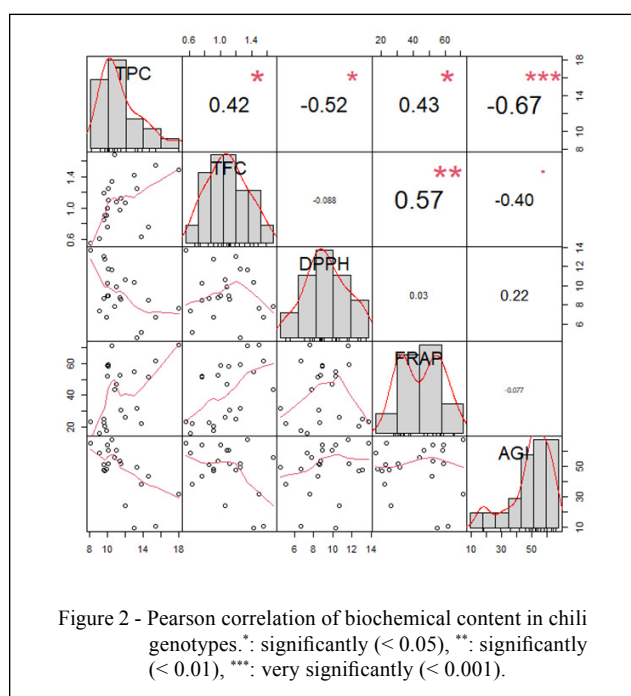 0.6 1.0 1.4 20 40 60
TPC * * * ***
0.42 -0.52 0.43 -0.67
8 10 12 14 16 18
0.6 1.0 1.4
TFC ** .
-0.088 0.57 -0.40
DPPH
0.03 0.22
6 8 10 12 14
20 40 60
FRAP
-0.077
AGI
10 30 50
8 10 12 14 16 18 6 8 10 12 14 10 30 50
Figure 2 - Pearson correlation of biochemical content in chili
genotypes.*: significantly (< 0.05), **: significantly
(< 0.01), ***: very significantly (< 0.001).